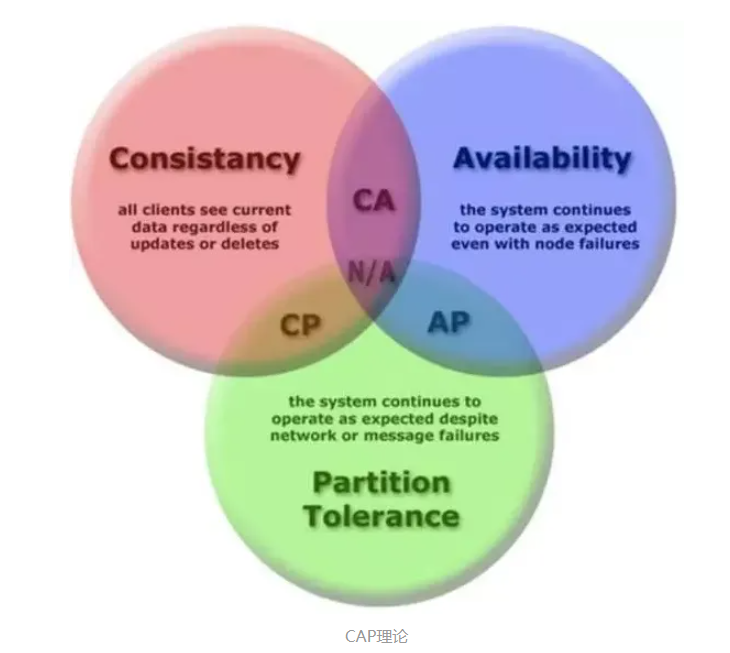 Consistancy
all clients see current
data regardless of
updates or deletes
Availability
the system continues
to operate as expected
even with node failures
CA
N/A
CP
AP
the system continues to
operate as expected despite
network or message failures
Partition
Tolerance
CAP理论